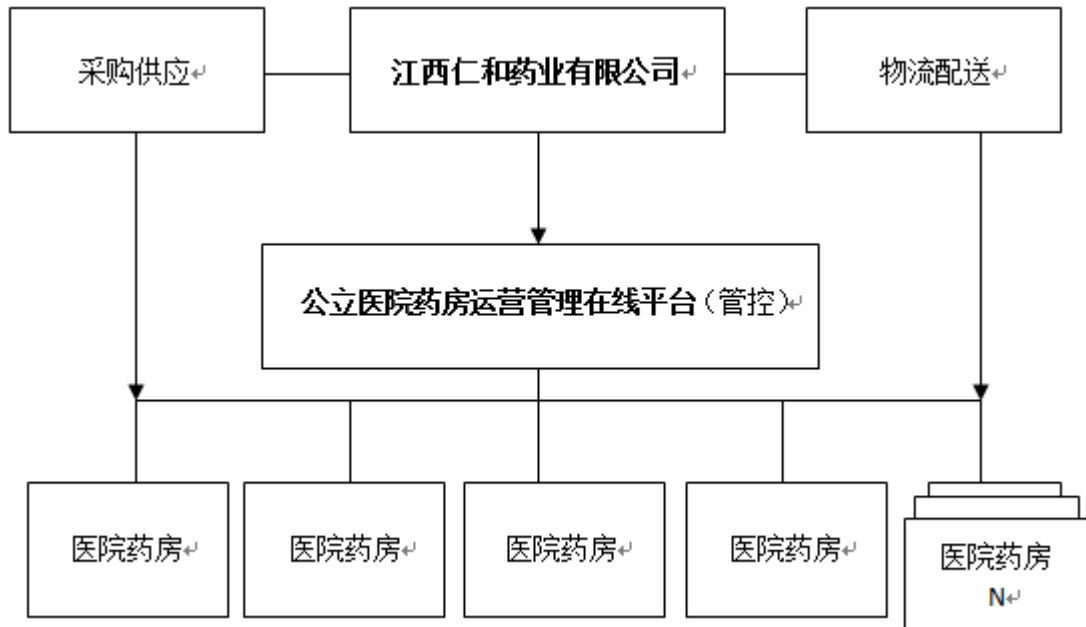 采购供应
江西仁和药业有限公司
物流配送
公立医院药房运营管理在线平台（管控）
医院药房
医院药房
医院药房
医院药房
医院药房
N